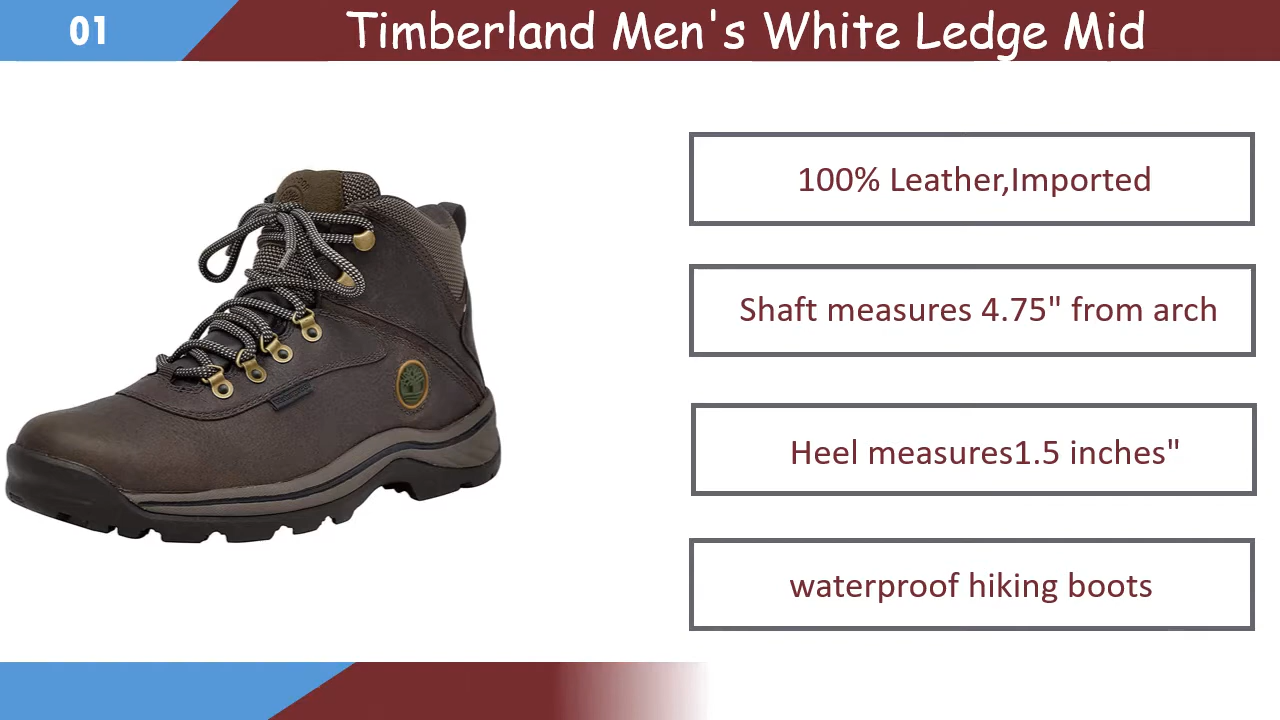 01
Timberland Men's White Ledge Mid
100% Leather,Imported
Shaft measures 4.75" from arch
Heel measures1.5 inches"
waterproof hiking boots